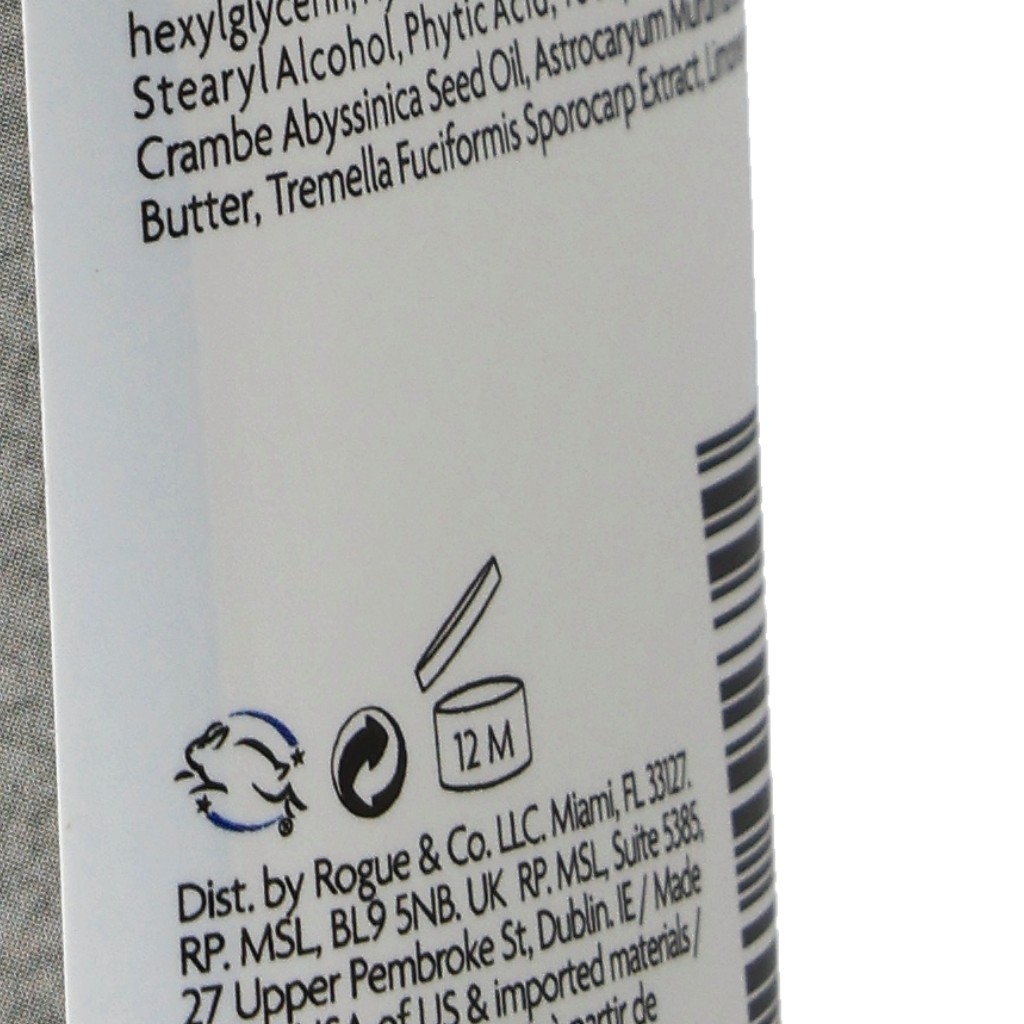 hexylglycerin,
Stearyl Alcohol, Phytic Acid,
Crambe Abyssinica Seed Oil, Astrocaryum
Butter, Tremella Fuciformis Sporocarp Extract,
12 M
Dist. by Rogue & Co. LLC. Miami, FL 33127.
RP. MSL, BL9 5NB. UK RP. MSL, Suite 5385,
27 Upper Pembroke St, Dublin. IE / Made
of US & imported materials /
partir de